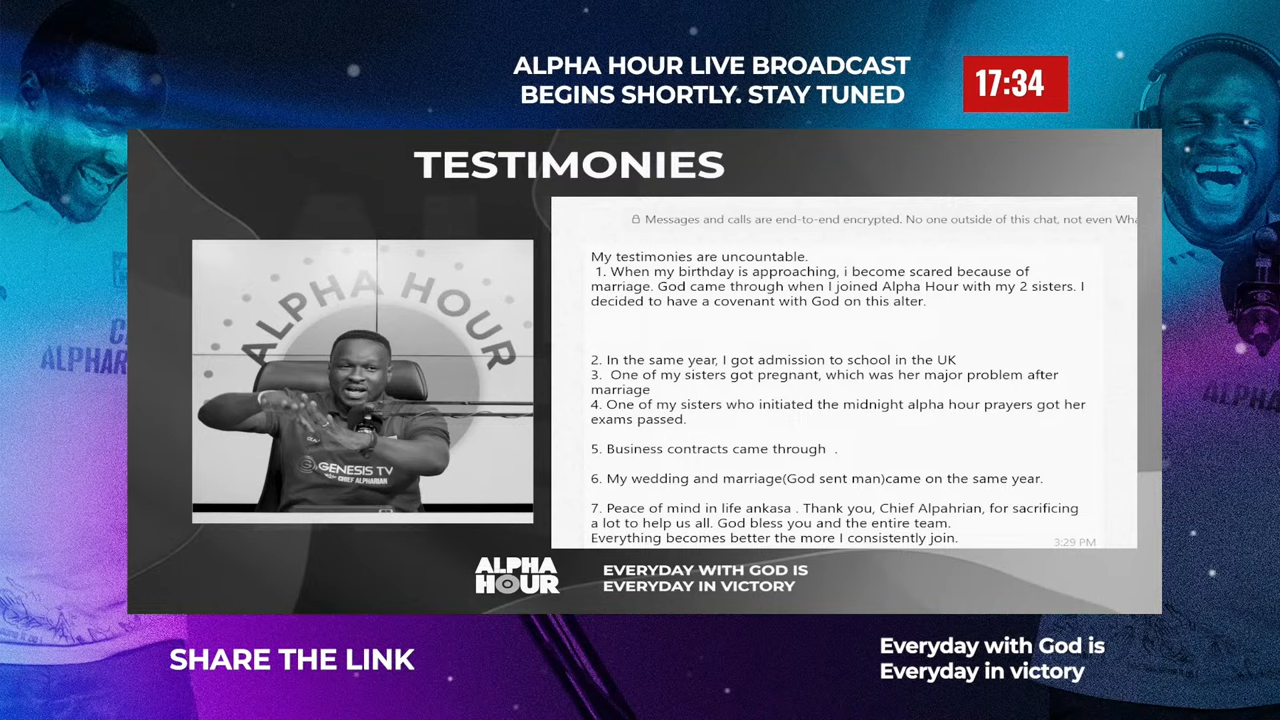 ALPHA HOUR LIVE BROADCAST
BEGINS SHORTLY. STAY TUNED
17:34
TESTIMONIES
Messages and calls are end-to-end encrypted. No one outside of this chat, not even
My testimonies are uncountable.
1. When my birthday is approaching, i become scared because of
marriage. God came through when I joined Alpha Hour with my 2 sisters. I
decided to have a covenant with God on this alter.
2. In the same year, I got admission to school in the UK
3. One of my sisters got pregnant, which was her major problem after
marriage
4. One of my sisters who initiated the midnight alpha hour prayers got her
exams passed.
5. Business contracts came through .
6. My wedding and marriage(God sent man)came on the same year.
7. Peace of mind in life ankasa . Thank you, Chief Alpahrian, for sacrificing
a lot to help us all. God bless you and the entire team.
Everything becomes better the more I consistently join.
3:29 PM
ALPHA HOUR
GENESIS TV
CHIEF ALPHARIAN
ALPHA
HOUR
EVERYDAY WITH GOD IS
EVERYDAY IN VICTORY
SHARE THE LINK
Everyday with God is
Everyday in victory